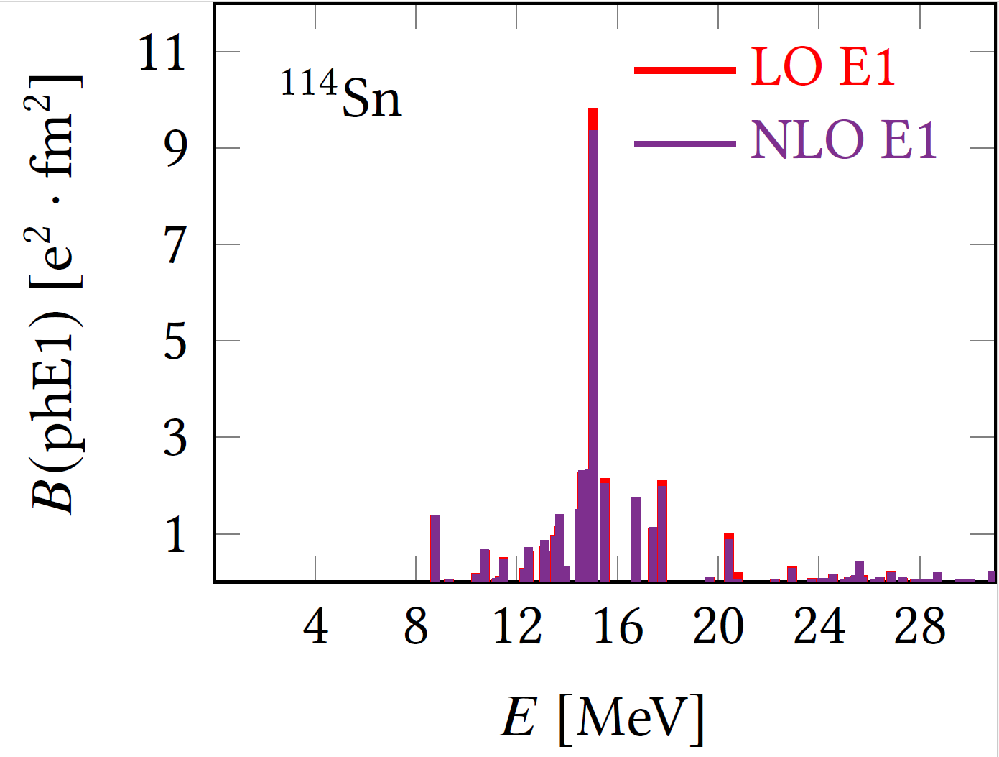 B(phE1) [e² · fm²]
11
9
7
5
3
1
¹¹⁴Sn
LO E1
NLO E1
4 8 12 16 20 24 28
E [MeV]